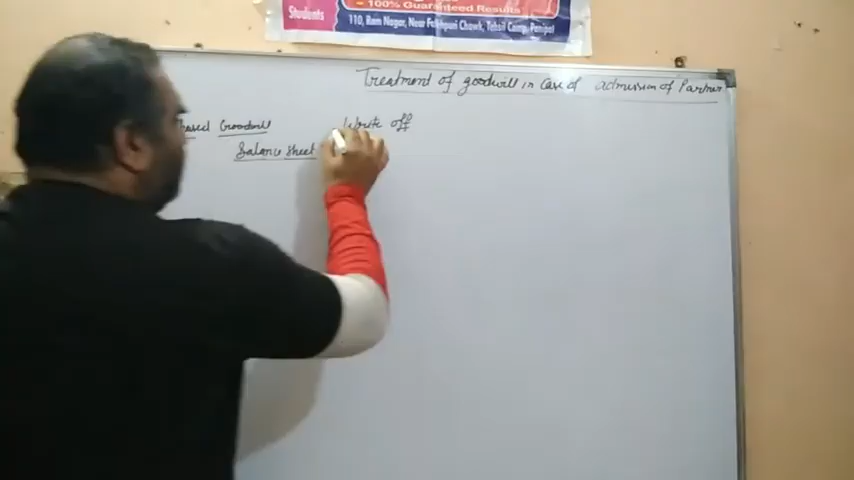 100% Guaranteed Results
Students
110, Ram Nagar, Near Fatehpuri Chowk, Tehsil Camp, Panipat
Treatment of goodwill in Case of Admission of Partner
Goodwill Write off
Balance Sheet